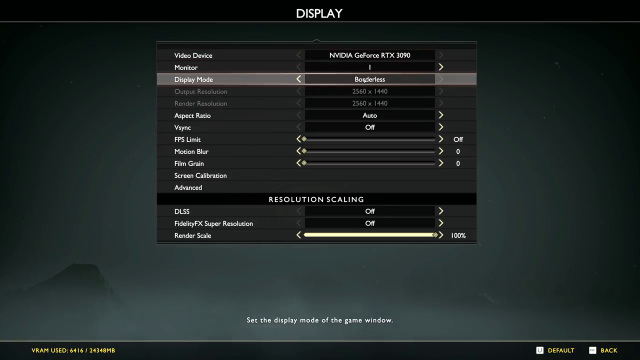 DISPLAY
Video Device NVIDIA GeForce RTX 3090
Monitor 1
Display Mode Borderless
Output Resolution 2560 x 1440
Render Resolution 2560 x 1440
Aspect Ratio Auto
Vsync Off
FPS Limit Off
Motion Blur 0
Film Grain 0
Screen Calibration
Advanced
RESOLUTION SCALING
DLSS Off
FidelityFX Super Resolution Off
Render Scale 100%
Set the display mode of the game window.
VRAM USED: 6416 / 24348MB
DEFAULT BACK